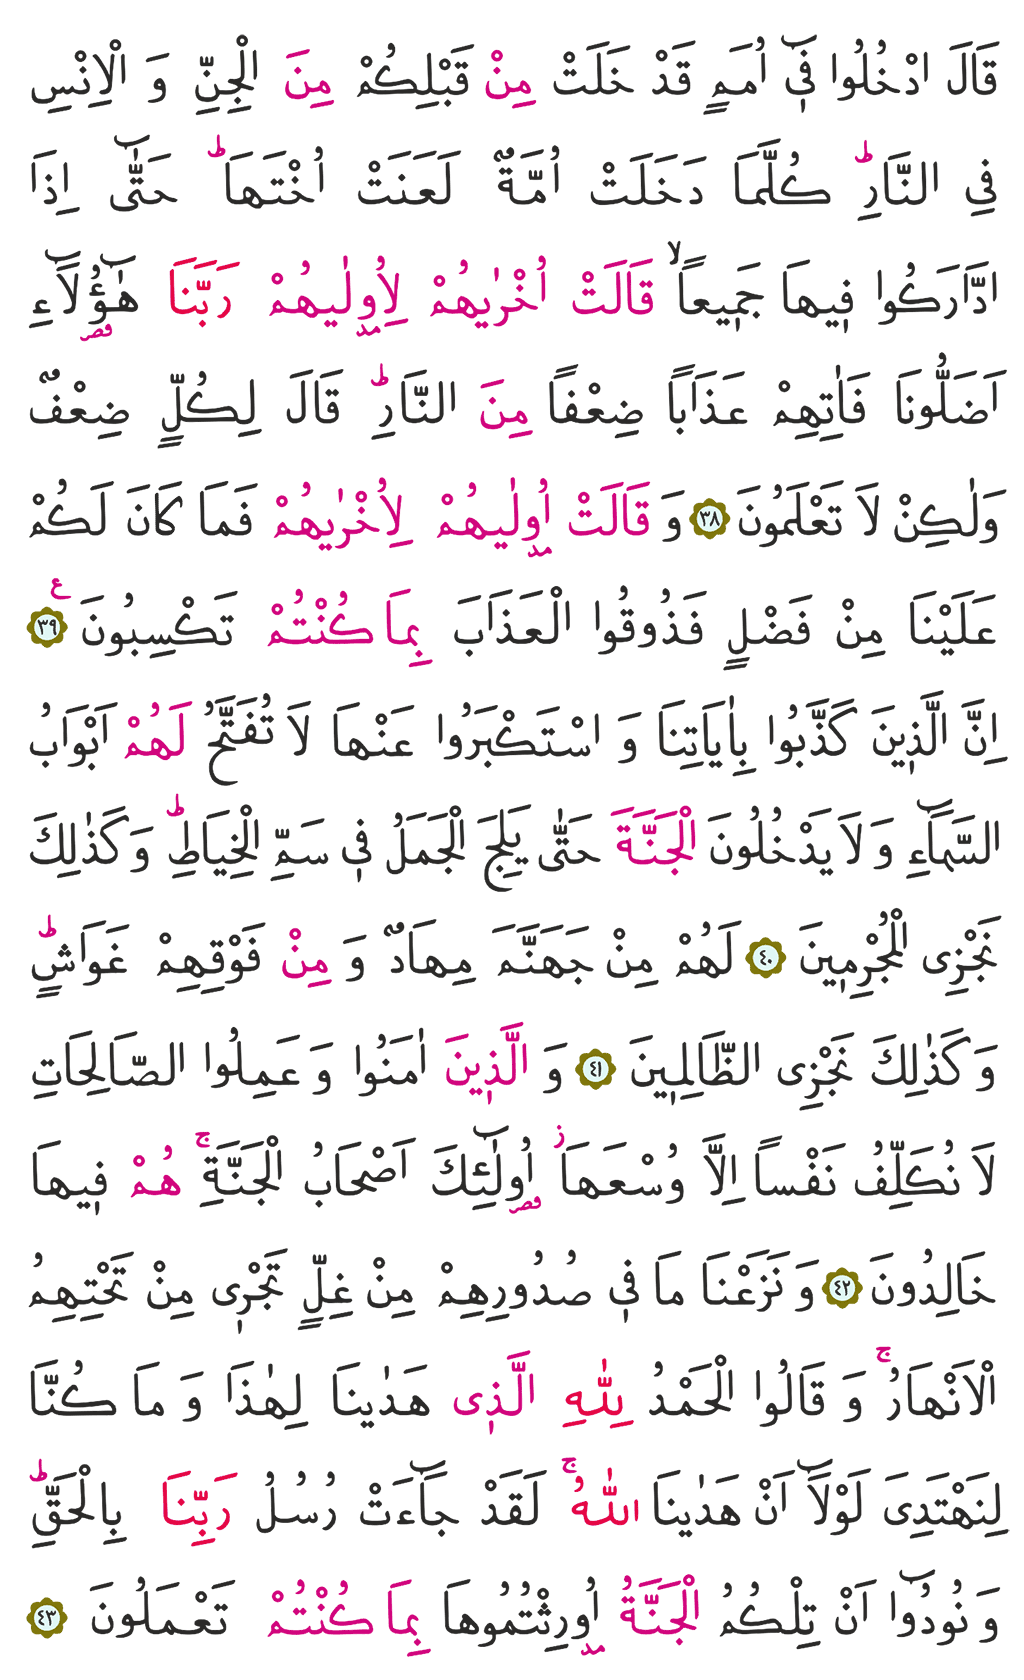 قَالَ ادْخُلُوا فٖٓي اُمَمٍ قَدْ خَلَتْ مِنْ قَبْلِكُمْ مِنَ الْجِنِّ وَ الْاِنْسِ
فِي النَّارِؕ كُلَّمَا دَخَلَتْ اُمَّةٌ لَعَنَتْ اُخْتَهَاؕ حَتّٰٓى اِذَا
ادَّارَكُوا فٖيهَا جَمٖيعاًۙ قَالَتْ اُخْرٰيهُمْ لِاُو۫لٰيهُمْ رَبَّنَا هٰٓؤُ۬لَٓاءِ
اَضَلُّونَا فَاٰتِهِمْ عَذَاباً ضِعْفاً مِنَ النَّارِؕ قَالَ لِكُلٍّ ضِعْفٌ
وَلٰكِنْ لَا تَعْلَمُونَ ﴿٣٨﴾ وَ قَالَتْ اُو۫لٰيهُمْ لِاُخْرٰيهُمْ فَمَا كَانَ لَكُمْ
عَلَيْنَا مِنْ فَضْلٍ فَذُوقُوا الْعَذَابَ بِمَا كُنْتُمْ تَكْسِبُونَ ﴿٣٩﴾ ع
اِنَّ الَّذٖينَ كَذَّبُوا بِاٰيَاتِنَا وَ اسْتَكْبَرُوا عَنْهَا لَا تُفَتَّحُ لَهُمْ اَبْوَابُ
السَّمَٓاءِ وَ لَا يَدْخُلُونَ الْجَنَّةَ حَتّٰى يَلِجَ الْجَمَلُ فٖي سَمِّ الْخِيَاطِؕ وَ كَذٰلِكَ
نَجْزِي الْمُجْرِمٖينَ ﴿٤٠﴾ لَهُمْ مِنْ جَهَنَّمَ مِهَادٌ وَ مِنْ فَوْقِهِمْ غَوَاشٍؕ
وَ كَذٰلِكَ نَجْزِي الظَّالِمٖينَ ﴿٤١﴾ وَ الَّذٖينَ اٰمَنُوا وَ عَمِلُوا الصَّالِحَاتِ
لَا نُكَلِّفُ نَفْساً اِلَّا وُسْعَهَاؗ اُو۬لٰٓئِكَ اَصْحَابُ الْجَنَّةِۚ هُمْ فٖيهَا
خَالِدُونَ ﴿٤٢﴾ وَ نَزَعْنَا مَا فٖي صُدُورِهِمْ مِنْ غِلٍّ تَجْرٖي مِنْ تَحْتِهِمُ
الْاَنْهَارُۚ وَ قَالُوا الْحَمْدُ لِلّٰهِ الَّذٖي هَدٰينَا لِهٰذَا وَ مَا كُنَّا
لِنَهْتَدِيَ لَوْلَٓا اَنْ هَدٰينَا اللّٰهُۚ لَقَدْ جَٓاءَتْ رُسُلُ رَبِّنَا بِالْحَقِّؕ
وَ نُودُٓوا اَنْ تِلْكُمُ الْجَنَّةُ اُو۫رِثْتُمُوهَا بِمَا كُنْتُمْ تَعْمَلُونَ ﴿٤٣﴾